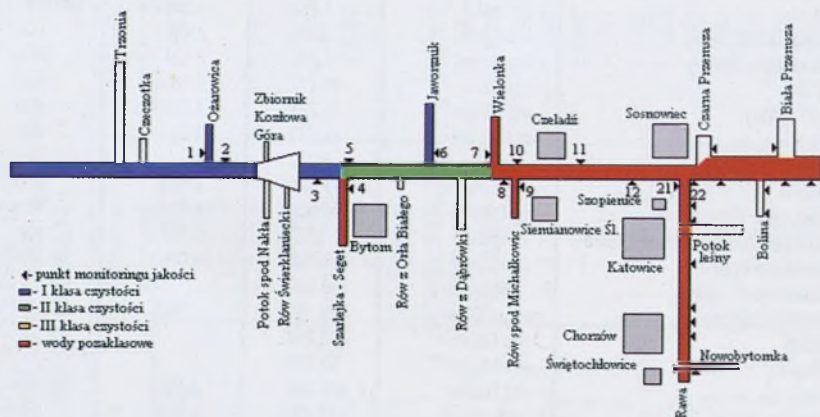 Trzonia
Czeczotka
Ożarowica
Zbiornik
Kozłowa
Góra
Jawornik
Wielonka
Czeladź
Sosnowiec
Czarna Przemsza
Biała Przemsza
1
2
5
6
7
10
11
3
4
8
9
12
21
22
Potok spod Nakła
Rów Świerklaniecki
Szarlejka - Seget
Bytom
Rów z Orła Białego
Rów z Dąbrówki
Rów spod Michałkowic
Siemianowice Śl.
Szopienice
Katowice
Potok
leśny
Bolina
Chorzów
Świętochłowice
Nowobytomka
Rawa
- punkt monitoringu jakości
- I klasa czystości
- II klasa czystości
- III klasa czystości
- wody pozaklasowe